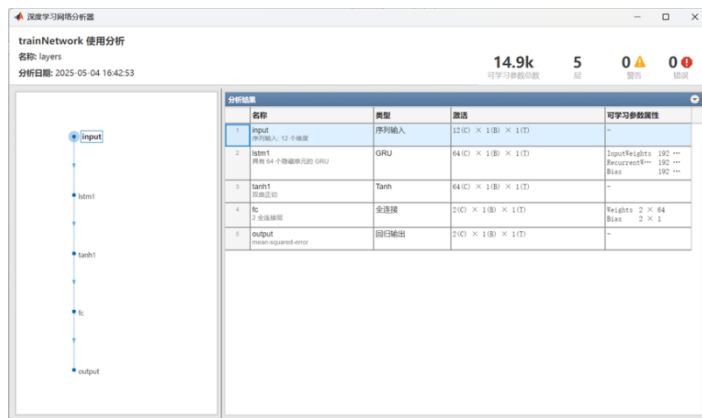 深度学习网络分析器
trainNetwork 使用分析
名称: layers
分析日期: 2025-05-04 16:42:53
14.9k
可学习参数总数
5
层
0
警告
0
错误
input
lstm1
tanh1
fc
output
分析结果
名称 类型 激活 可学习参数属性
1 input 序列输入 12(C) × 1(B) × 1(T) -
序列输入, 12 个维度
2 lstm1 GRU 64(C) × 1(B) × 1(T) InputWeights 192 ···
具有 64 个隐藏单元的 GRU RecurrentW··· 192 ···
Bias 192 ···
3 tanh1 Tanh 64(C) × 1(B) × 1(T) -
双曲正切
4 fc 全连接 2(C) × 1(B) × 1(T) Weights 2 × 64
2 全连接层 Bias 2 × 1
5 output 回归输出 2(C) × 1(B) × 1(T) -
mean-squared-error